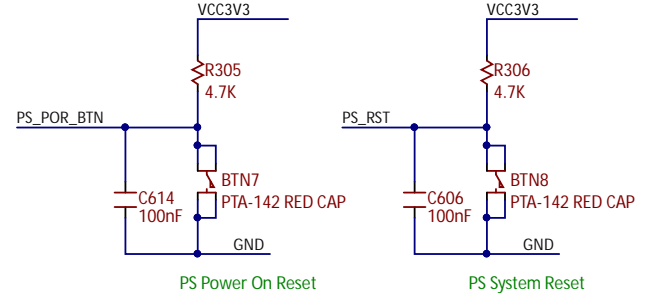 VCC3V3
R305
4.7K
PS_POR_BTN
C614
100nF
BTN7
PTA-142 RED CAP
GND
PS Power On Reset
VCC3V3
R306
4.7K
PS_RST
C606
100nF
BTN8
PTA-142 RED CAP
GND
PS System Reset